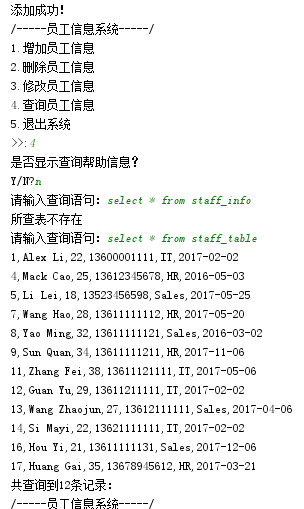 添加成功!
/-----员工信息系统-----/
1.增加员工信息
2.删除员工信息
3.修改员工信息
4.查询员工信息
5.退出系统
>>:4
是否显示查询帮助信息?
Y/N?n
请输入查询语句：select * from staff_info
所查表不存在
请输入查询语句：select * from staff_table
1,Alex Li,22,13600001111,IT,2017-02-02
4,Mack Cao,25,13612345678,HR,2016-05-03
5,Li Lei,18,13523456598,Sales,2017-05-25
7,Wang Hao,28,13611111112,HR,2017-05-20
8,Yao Ming,32,13611111121,Sales,2016-03-02
9,Sun Quan,34,13611111211,HR,2017-11-06
11,Zhang Fei,38,13611121111,IT,2017-05-06
12,Guan Yu,29,13611211111,IT,2017-02-02
13,Wang Zhaojun,27,13612111111,Sales,2017-04-06
14,Si Mayi,22,13621111111,IT,2017-02-02
16,Hou Yi,21,13611111131,Sales,2017-12-06
17,Huang Gai,35,13678945612,HR,2017-03-21
共查询到12条记录：
/-----员工信息系统-----/